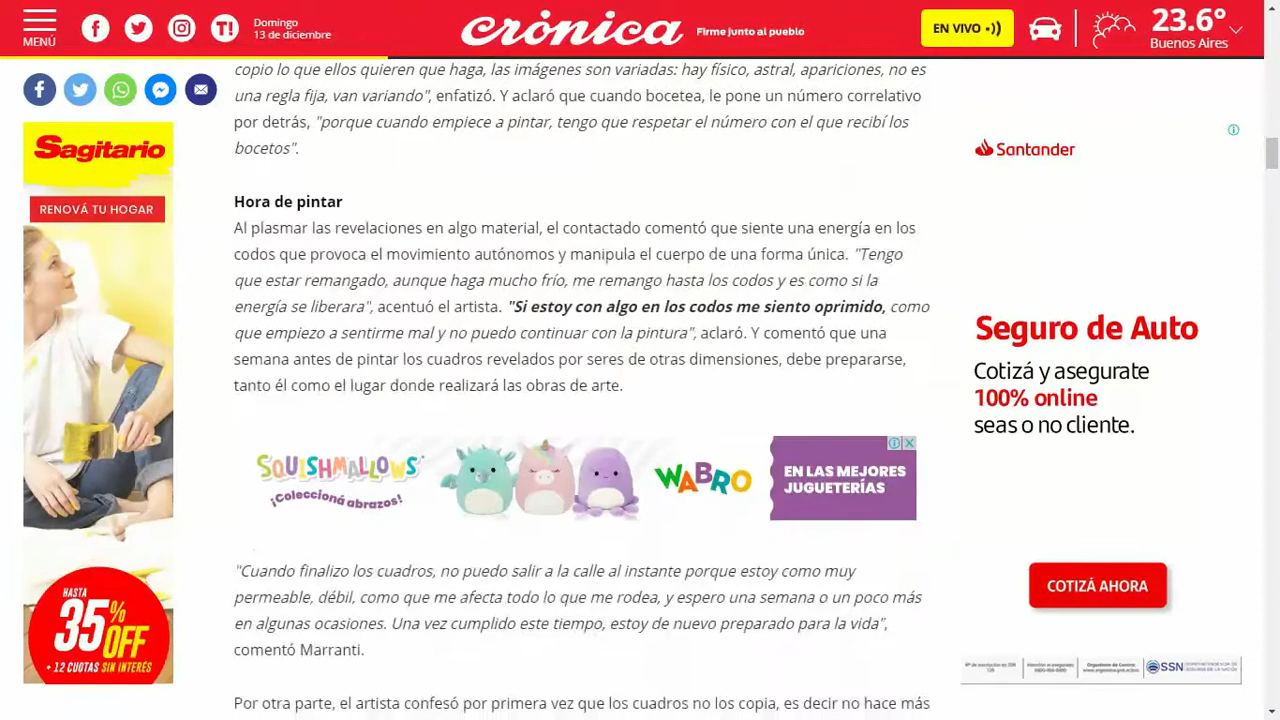 MENÚ
Domingo
13 de diciembre
crònica
Firme junto al pueblo
EN VIVO
23.6°
Buenos Aires
copio lo que ellos quieren que haga, las imágenes son variadas: hay físico, astral, apariciones, no es
una regla fija, van variando", enfatizó. Y aclaró que cuando bocetea, le pone un número correlativo
por detrás, "porque cuando empiece a pintar, tengo que respetar el número con el que recibí los
bocetos".
Hora de pintar
Al plasmar las revelaciones en algo material, el contactado comentó que siente una energía en los
codos que provoca el movimiento autónomos y manipula el cuerpo de una forma única. "Tengo
que estar remangado, aunque haga mucho frío, me remango hasta los codos y es como si la
energía se liberara", acentuó el artista. "Si estoy con algo en los codos me siento oprimido, como
que empiezo a sentirme mal y no puedo continuar con la pintura", aclaró. Y comentó que una
semana antes de pintar los cuadros revelados por seres de otras dimensiones, debe prepararse,
tanto él como el lugar donde realizará las obras de arte.
SQUISHMALLOWS
¡Coleccioná abrazos!
WABRO
EN LAS MEJORES
JUGUETERÍAS
"Cuando finalizo los cuadros, no puedo salir a la calle al instante porque estoy como muy
permeable, débil, lo que me afecta todo lo que me rodea, y espero una semana o un poco más
en algunas ocasiones. Una vez cumplido este tiempo, estoy de nuevo preparado para la vida",
comentó Marranti.
Por otra parte, el artista confesó por primera vez que los cuadros no los copia, es decir no hace más
Sagitario
RENOVÁ TU HOGAR
HASTA
35% OFF
+ 12 CUOTAS SIN INTERÉS
Santander
Seguro de Auto
Cotizá y asegurate
100% online
seas o no cliente.
COTIZÁ AHORA
SSN